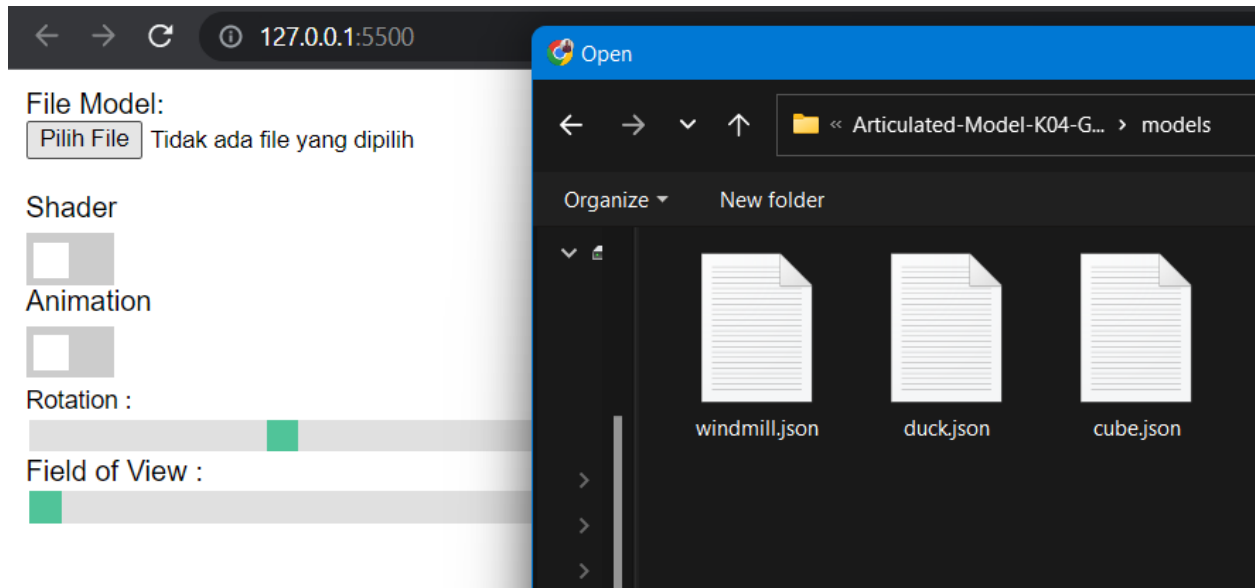 127.0.0.1:5500
File Model:
Pilih File Tidak ada file yang dipilih
Shader
Animation
Rotation :
Field of View :
Open
« Articulated-Model-K04-G... › models
Organize New folder
windmill.json duck.json cube.json